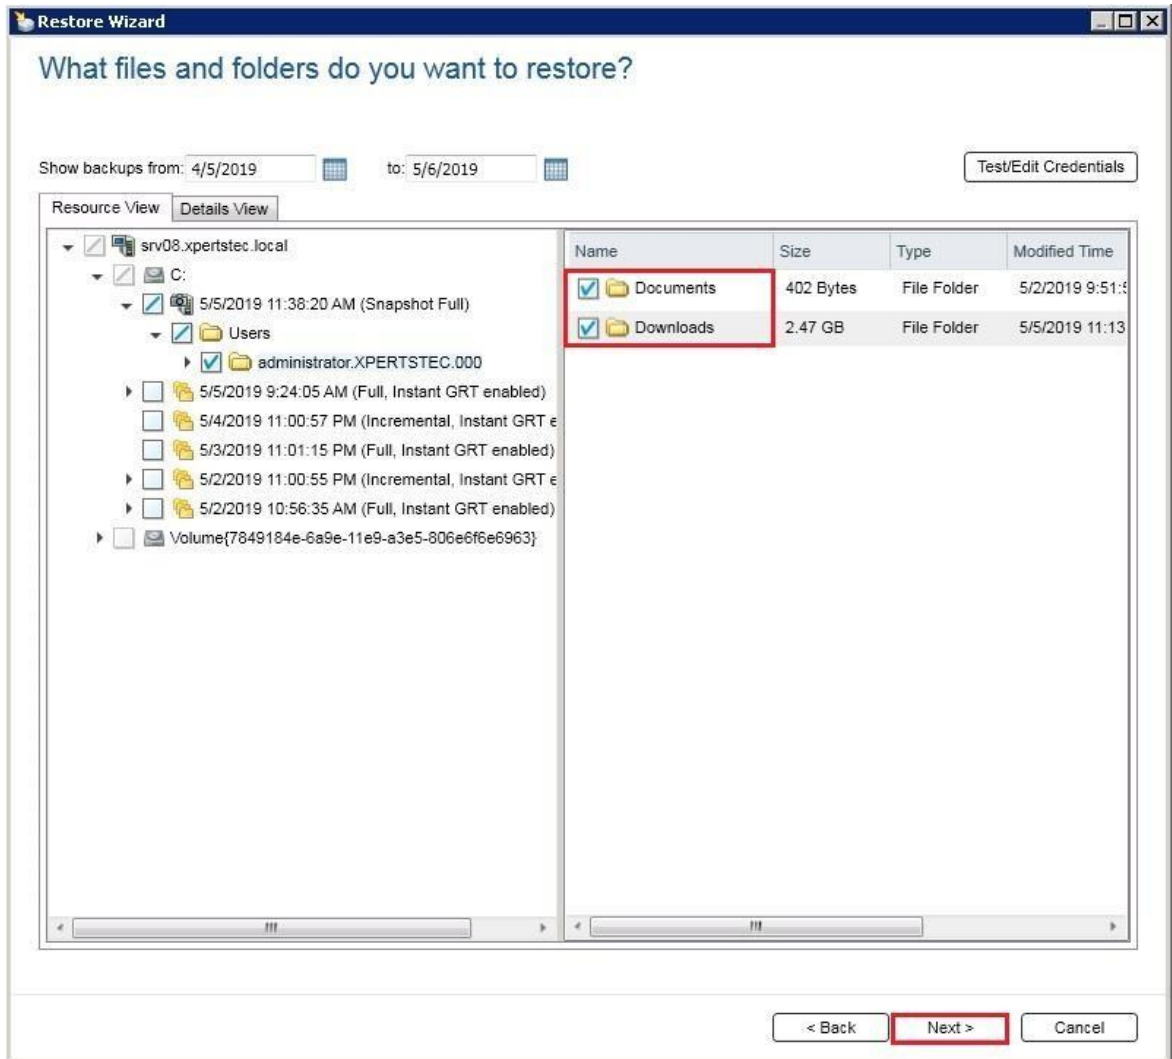 Restore Wizard
What files and folders do you want to restore?
Show backups from: 4/5/2019 to: 5/6/2019 Test/Edit Credentials
Resource View Details View
srv08.xpertstec.local
C:
5/5/2019 11:38:20 AM (Snapshot Full)
Users
administrator.XPERTSTEC.000
5/5/2019 9:24:05 AM (Full, Instant GRT enabled)
5/4/2019 11:00:57 PM (Incremental, Instant GRT e
5/3/2019 11:01:15 PM (Full, Instant GRT enabled)
5/2/2019 11:00:55 PM (Incremental, Instant GRT e
5/2/2019 10:56:35 AM (Full, Instant GRT enabled)
Volume{7849184e-6a9e-11e9-a3e5-806e6f6e6963}
Name Size Type Modified Time
Documents 402 Bytes File Folder 5/2/2019 9:51:5
Downloads 2.47 GB File Folder 5/5/2019 11:13
< Back Next > Cancel